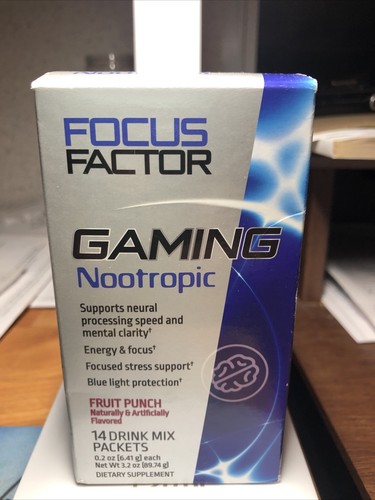 FOCUS
FACTOR
GAMING
Nootropic
Supports neural
processing speed and
mental clarity†
Energy & focus†
Focused stress support†
Blue light protection†
FRUIT PUNCH
Naturally & Artificially
Flavored
14 DRINK MIX
PACKETS
0.2 oz (6.41 g) each
Net Wt 3.2 oz (89.74 g)
DIETARY SUPPLEMENT